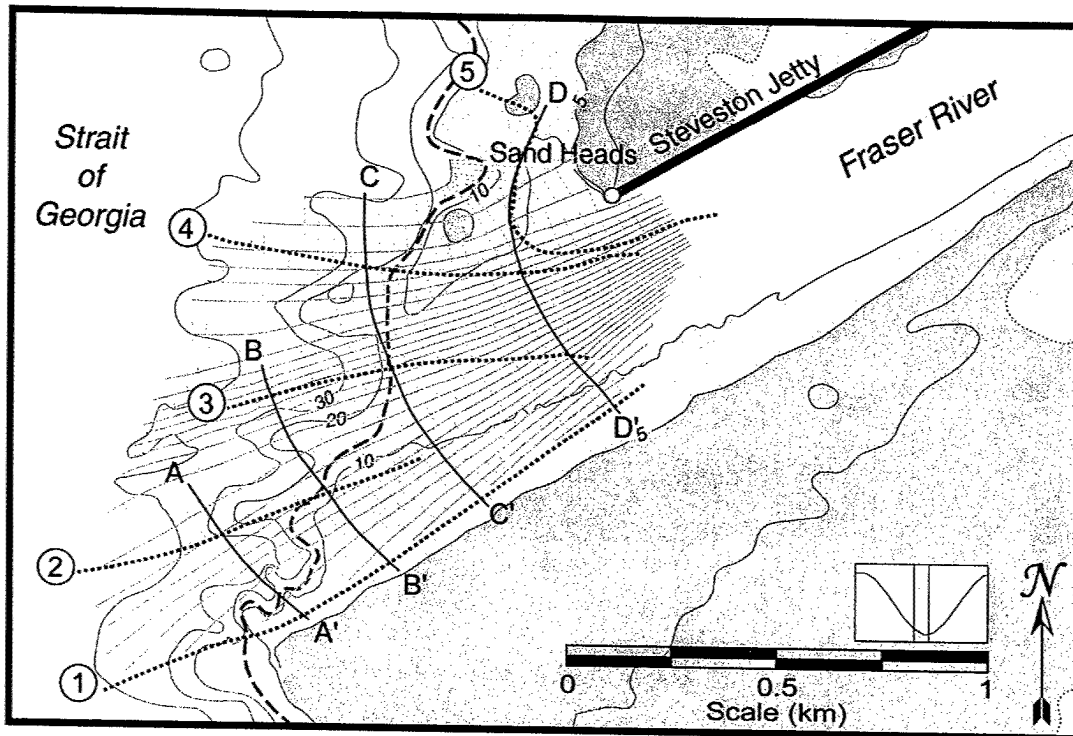 5
D
5
Steveston Jetty
Fraser River
Sand Heads
Strait
of
Georgia
C
10
4
B
3
30
20
D'5
10
A
C'
2
B'
A'
N
1
0
0.5
1
Scale (km)